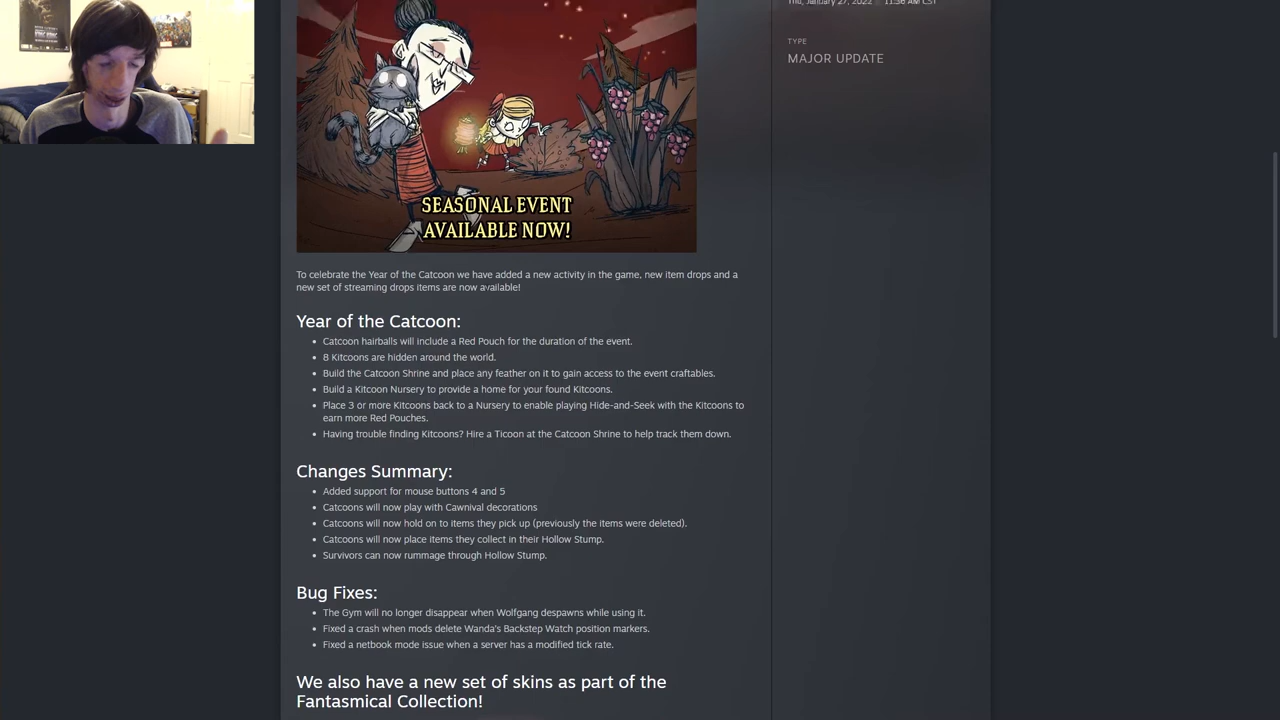 Thu, January 27, 2022
11:36 AM CST
TYPE
MAJOR UPDATE
SEASONAL EVENT
AVAILABLE NOW!
To celebrate the Year of the Catcoon we have added a new activity in the game, new item drops and a
new set of streaming drops items are now available!
Year of the Catcoon:
Catcoon hairballs will include a Red Pouch for the duration of the event.
8 Kitcoons are hidden around the world.
Build the Catcoon Shrine and place any feather on it to gain access to the event craftables.
Build a Kitcoon Nursery to provide a home for your found Kitcoons.
Place 3 or more Kitcoons back to a Nursery to enable playing Hide-and-Seek with the Kitcoons to
earn more Red Pouches.
Having trouble finding Kitcoons? Hire a Ticoon at the Catcoon Shrine to help track them down.
Changes Summary:
Added support for mouse buttons 4 and 5
Catcoons will now play with Cawnival decorations
Catcoons will now hold on to items they pick up (previously the items were deleted).
Catcoons will now place items they collect in their Hollow Stump.
Survivors can now rummage through Hollow Stump.
Bug Fixes:
The Gym will no longer disappear when Wolfgang despawns while using it.
Fixed a crash when mods delete Wanda's Backstep Watch position markers.
Fixed a netbook mode issue when a server has a modified tick rate.
We also have a new set of skins as part of the
Fantasmical Collection!